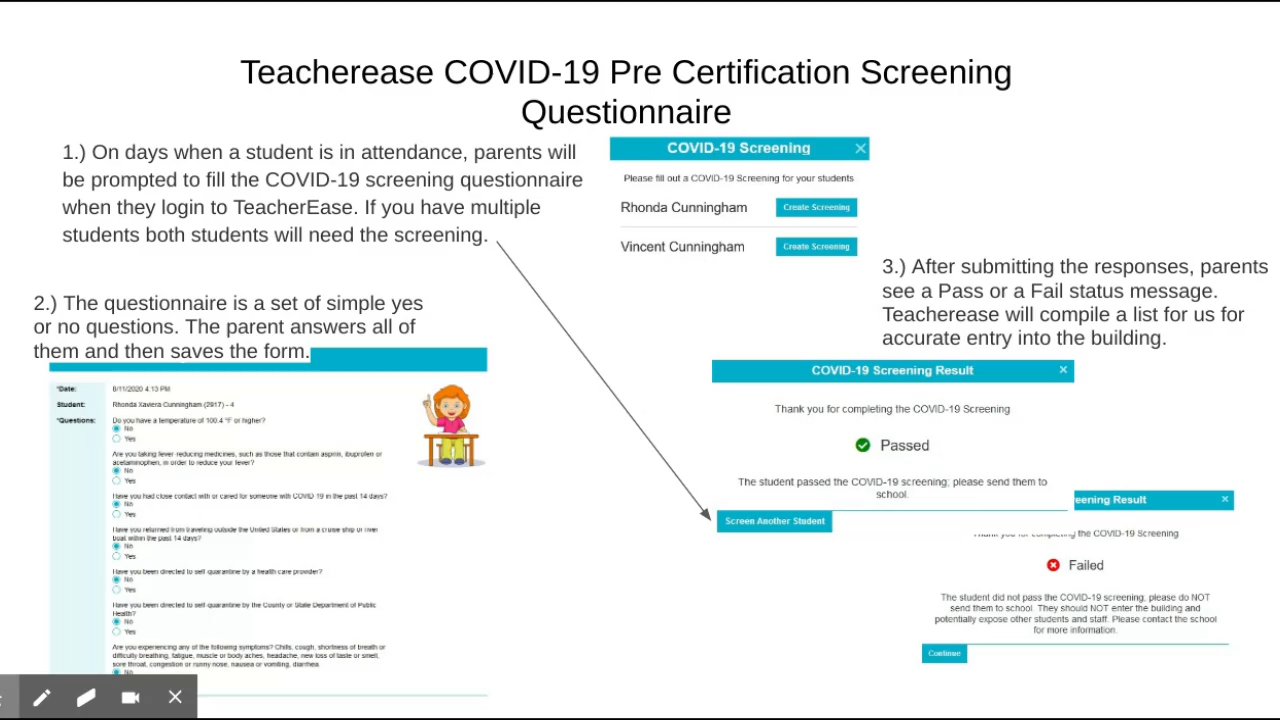 Teacherease COVID-19 Pre Certification Screening
Questionnaire
1.) On days when a student is in attendance, parents will
be prompted to fill the COVID-19 screening questionnaire
when they login to TeacherEase. If you have multiple
students both students will need the screening.
COVID-19 Screening
Please fill out a COVID-19 Screening for your students
Rhonda Cunningham
Create Screening
Vincent Cunningham
Create Screening
2.) The questionnaire is a set of simple yes
or no questions. The parent answers all of
them and then saves the form.
*Date:
8/11/2020 4:13 PM
Student:
Rhonda Xaviera Cunningham (2917) - 4
*Questions:
Do you have a temperature of 100.4 °F or higher?
No
Yes
Are you taking fever-reducing medicines, such as those that contain aspirin, ibuprofen or
acetaminophen, in order to reduce your fever?
No
Yes
Have you had close contact with or cared for someone with COVID 19 in the past 14 days?
No
Yes
Have you returned from traveling outside the United States or from a cruise ship or river
boat within the past 14 days?
No
Yes
Have you been directed to self quarantine by a health care provider?
No
Yes
Have you been directed to self quarantine by the County or State Department of Public
Health?
No
Yes
Are you experiencing any of the following symptoms? Chills, cough, shortness of breath or
difficulty breathing, fatigue, muscle or body aches, headache, new loss of taste or smell,
sore throat, congestion or runny nose, nausea or vomiting, diarrhea
No
3.) After submitting the responses, parents
see a Pass or a Fail status message.
Teacherease will compile a list for us for
accurate entry into the building.
COVID-19 Screening Result
Thank you for completing the COVID-19 Screening
Passed
The student passed the COVID-19 screening; please send them to
school.
Screen Another Student
eening Result
Thank you for completing the COVID-19 Screening
Failed
The student did not pass the COVID-19 screening; please do NOT
send them to school. They should NOT enter the building and
potentially expose other students and staff. Please contact the school
for more information.
Continue